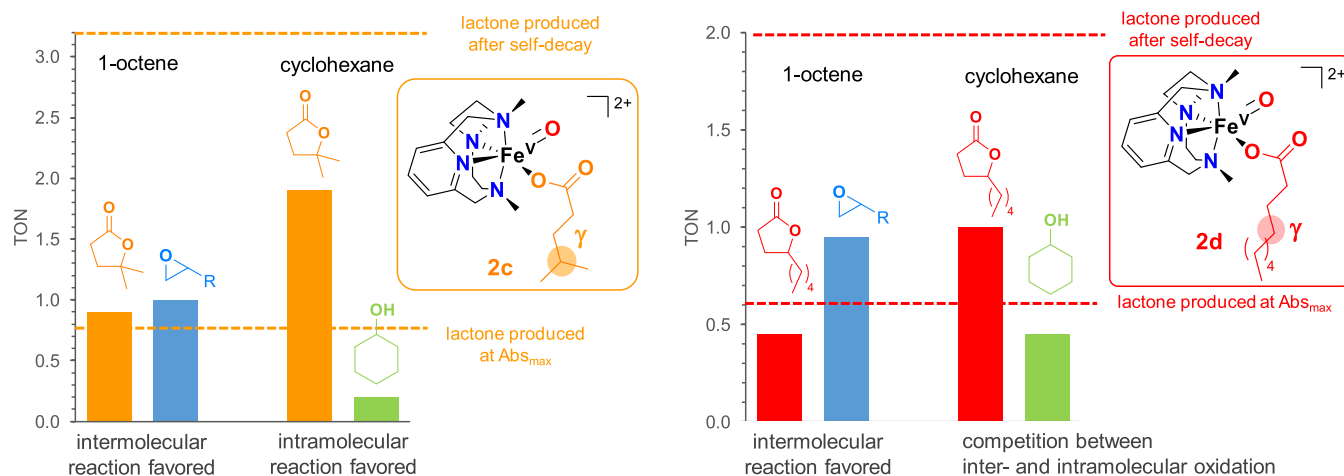 lactone produced
after self-decay
1-octene
cyclohexane
TON
3.0
2.5
2.0
1.5
1.0
0.5
0.0
O
O
O
O
O
R
OH
N
N
N
N
Fe
V
O
O
O
2+
γ
2c
lactone produced
at Absmax
intermolecular
reaction favored
intramolecular
reaction favored
lactone produced
after self-decay
1-octene
cyclohexane
TON
2.0
1.5
1.0
0.5
0.0
O
O
4
O
R
O
O
4
OH
N
N
N
N
Fe
V
O
O
O
2+
γ
2d
4
lactone produced at Absmax
intermolecular
reaction favored
competition between
inter- and intramolecular oxidation